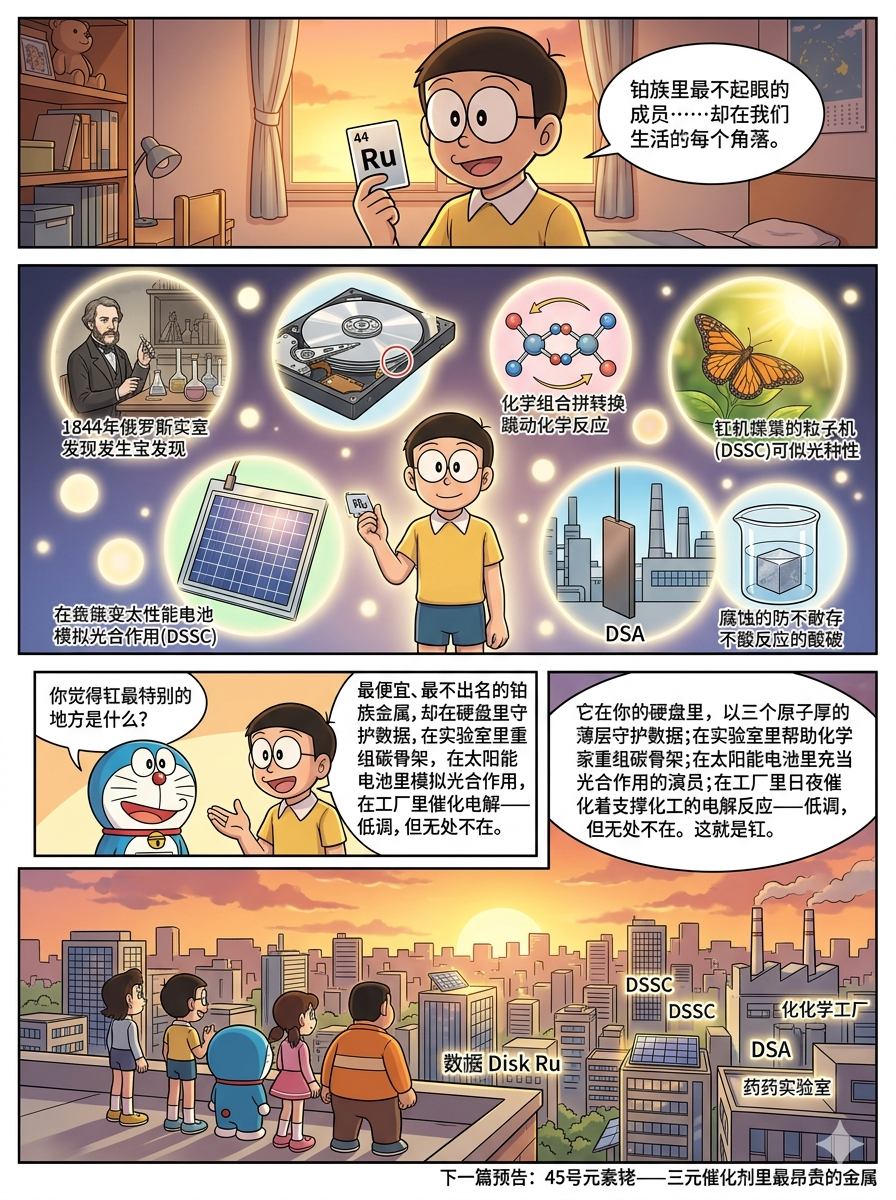 铂族里最不起眼的
成员……却在我们
生活的每个角落。
44
Ru
1844年俄罗斯实室
发现发生宝发现
化学组合拼转换
化学反应
的粒子机
(DSSC)可似光种性
Ru
在
变太性能电池
模拟光合作用(DSSC)
DSA
腐蚀的防不敢存
不酸反应的酸破
你觉得钌最特别的
地方是什么？
最便宜、最不出名的铂
族金属，却在硬盘里守
护数据，在实验室里重
组碳骨架，在太阳能
电池里模拟光合作用，
在工厂里催化电解——
低调，但无处不在。
它在你的硬盘里，以三个原子厚的
薄层守护数据；在实验室里帮助化学
家重组碳骨架；在太阳能电池里充当
光合作用的演员；在工厂里日夜催
化着支撑化工的电解反应——低调，
但无处不在。这就是钌。
DSSC
DSSC
化化学工厂
DSA
数据 Disk Ru
药药实验室
下一篇预告：45号元素铑——三元催化剂里最昂贵的金属